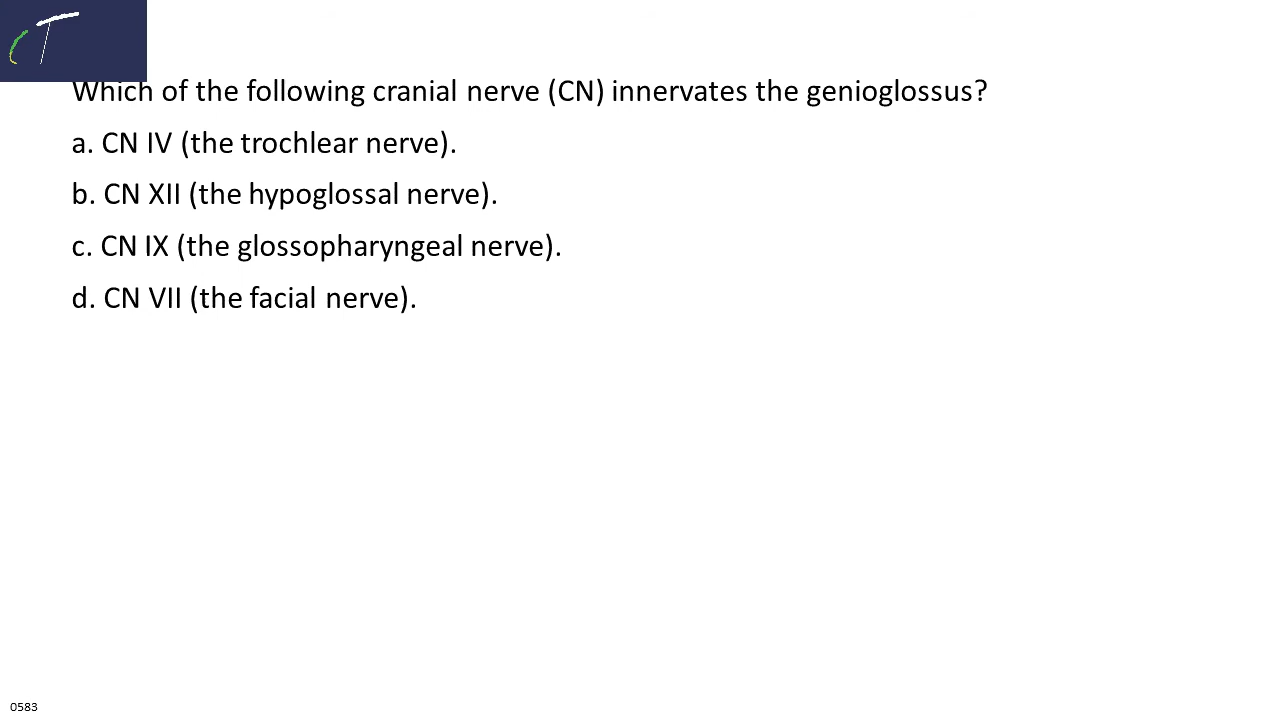 Which of the following cranial nerve (CN) innervates the genioglossus?
a. CN IV (the trochlear nerve).
b. CN XII (the hypoglossal nerve).
c. CN IX (the glossopharyngeal nerve).
d. CN VII (the facial nerve).
0583